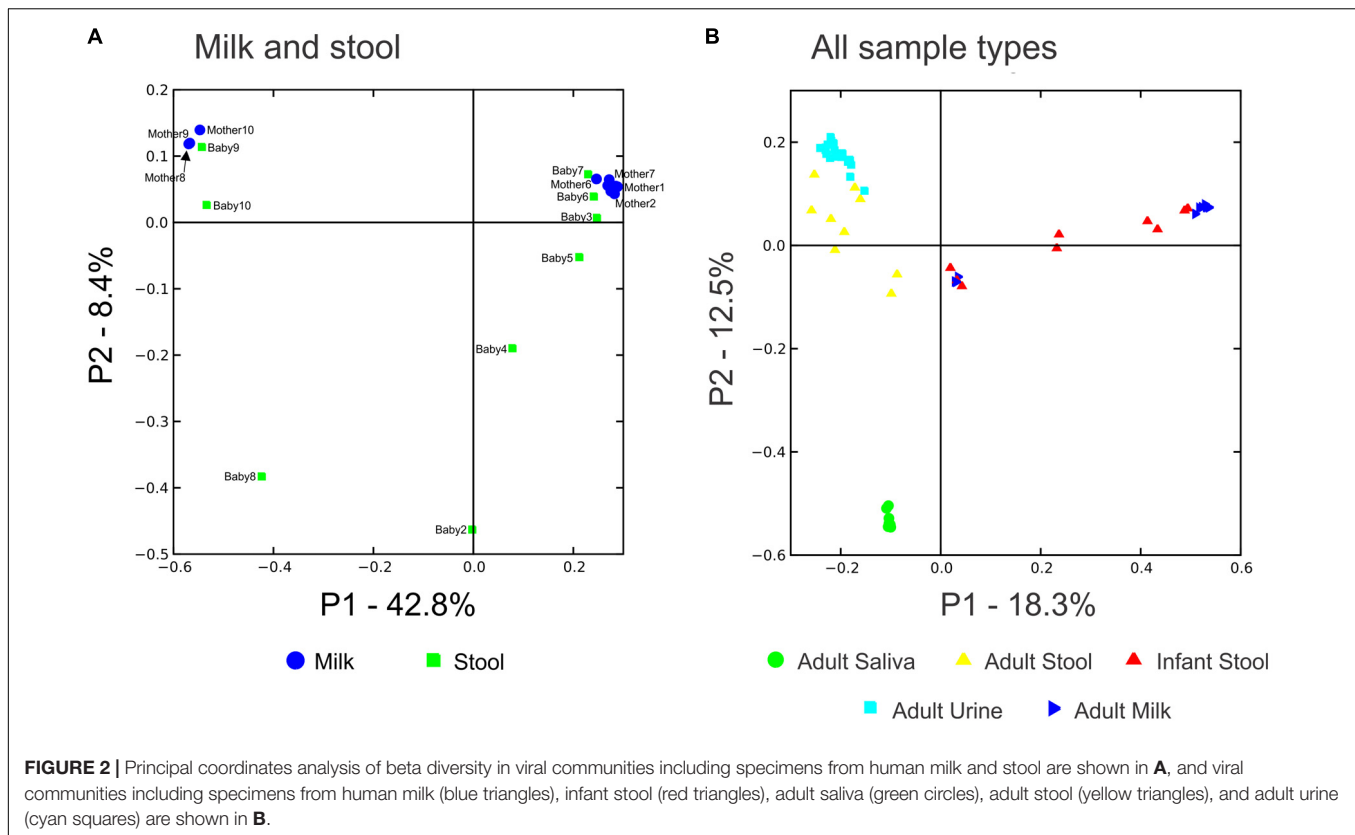 A Milk and stool
P2 - 8.4%
0.2
0.1
0.0
−0.1
−0.2
−0.3
−0.4
−0.5
Mother9
Mother10
Baby9
Mother8
Baby10
Baby7
Mother7
Mother6
Mother1
Baby6
Mother2
Baby3
Baby5
Baby4
Baby8
Baby2
−0.6 −0.4 −0.2 0.0 0.2
P1 - 42.8%
Milk Stool
B All sample types
P2 - 12.5%
0.2
0.0
−0.2
−0.4
−0.6
−0.2 0.0 0.2 0.4 0.6
P1 - 18.3%
Adult Saliva Adult Stool Infant Stool
Adult Urine Adult Milk
FIGURE 2 | Principal coordinates analysis of beta diversity in viral communities including specimens from human milk and stool are shown in A, and viral
communities including specimens from human milk (blue triangles), infant stool (red triangles), adult saliva (green circles), adult stool (yellow triangles), and adult urine
(cyan squares) are shown in B.